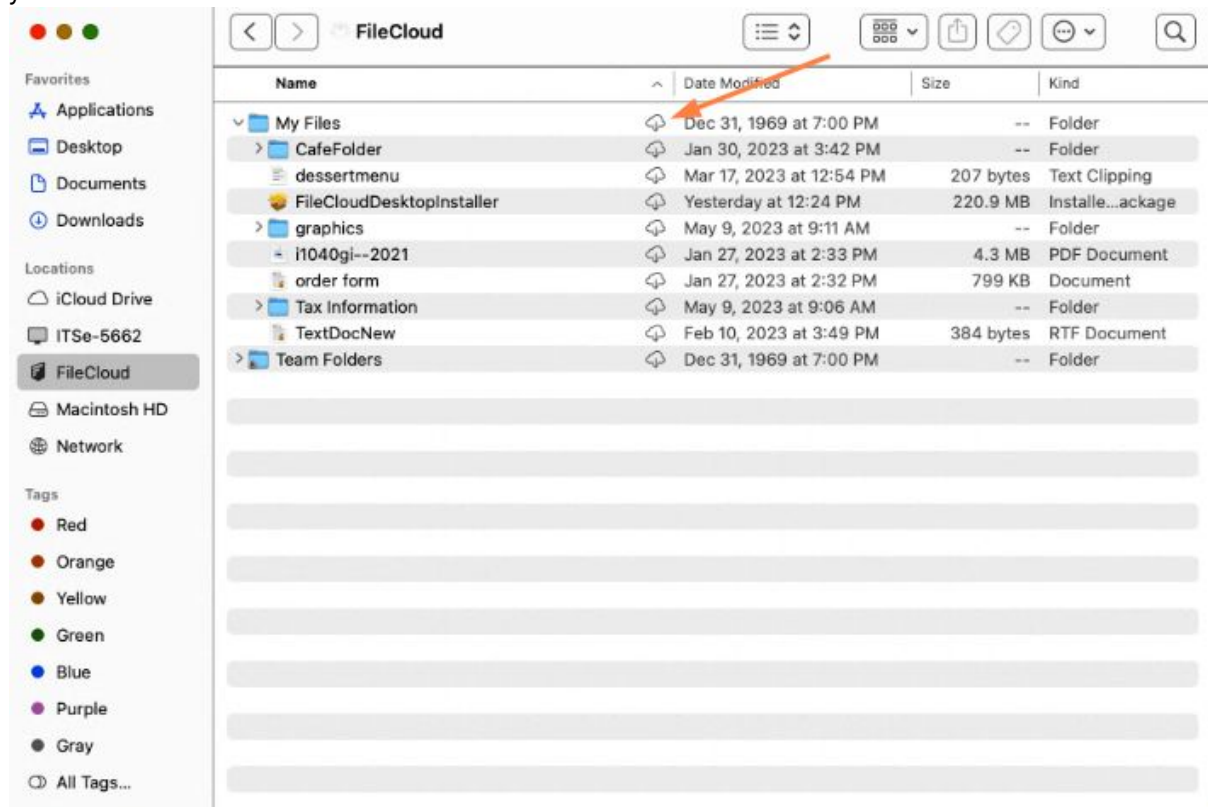 y
FileCloud
Favorites
Applications
Desktop
Documents
Downloads
Locations
iCloud Drive
ITSe-5662
FileCloud
Macintosh HD
Network
Tags
Red
Orange
Yellow
Green
Blue
Purple
Gray
All Tags...
Name Date Modified Size Kind
My Files Dec 31, 1969 at 7:00 PM -- Folder
CafeFolder Jan 30, 2023 at 3:42 PM -- Folder
dessertmenu Mar 17, 2023 at 12:54 PM 207 bytes Text Clipping
FileCloudDesktopInstaller Yesterday at 12:24 PM 220.9 MB Installe...ackage
graphics May 9, 2023 at 9:11 AM -- Folder
i1040gi--2021 Jan 27, 2023 at 2:33 PM 4.3 MB PDF Document
order form Jan 27, 2023 at 2:32 PM 799 KB Document
Tax Information May 9, 2023 at 9:06 AM -- Folder
TextDocNew Feb 10, 2023 at 3:49 PM 384 bytes RTF Document
Team Folders Dec 31, 1969 at 7:00 PM -- Folder